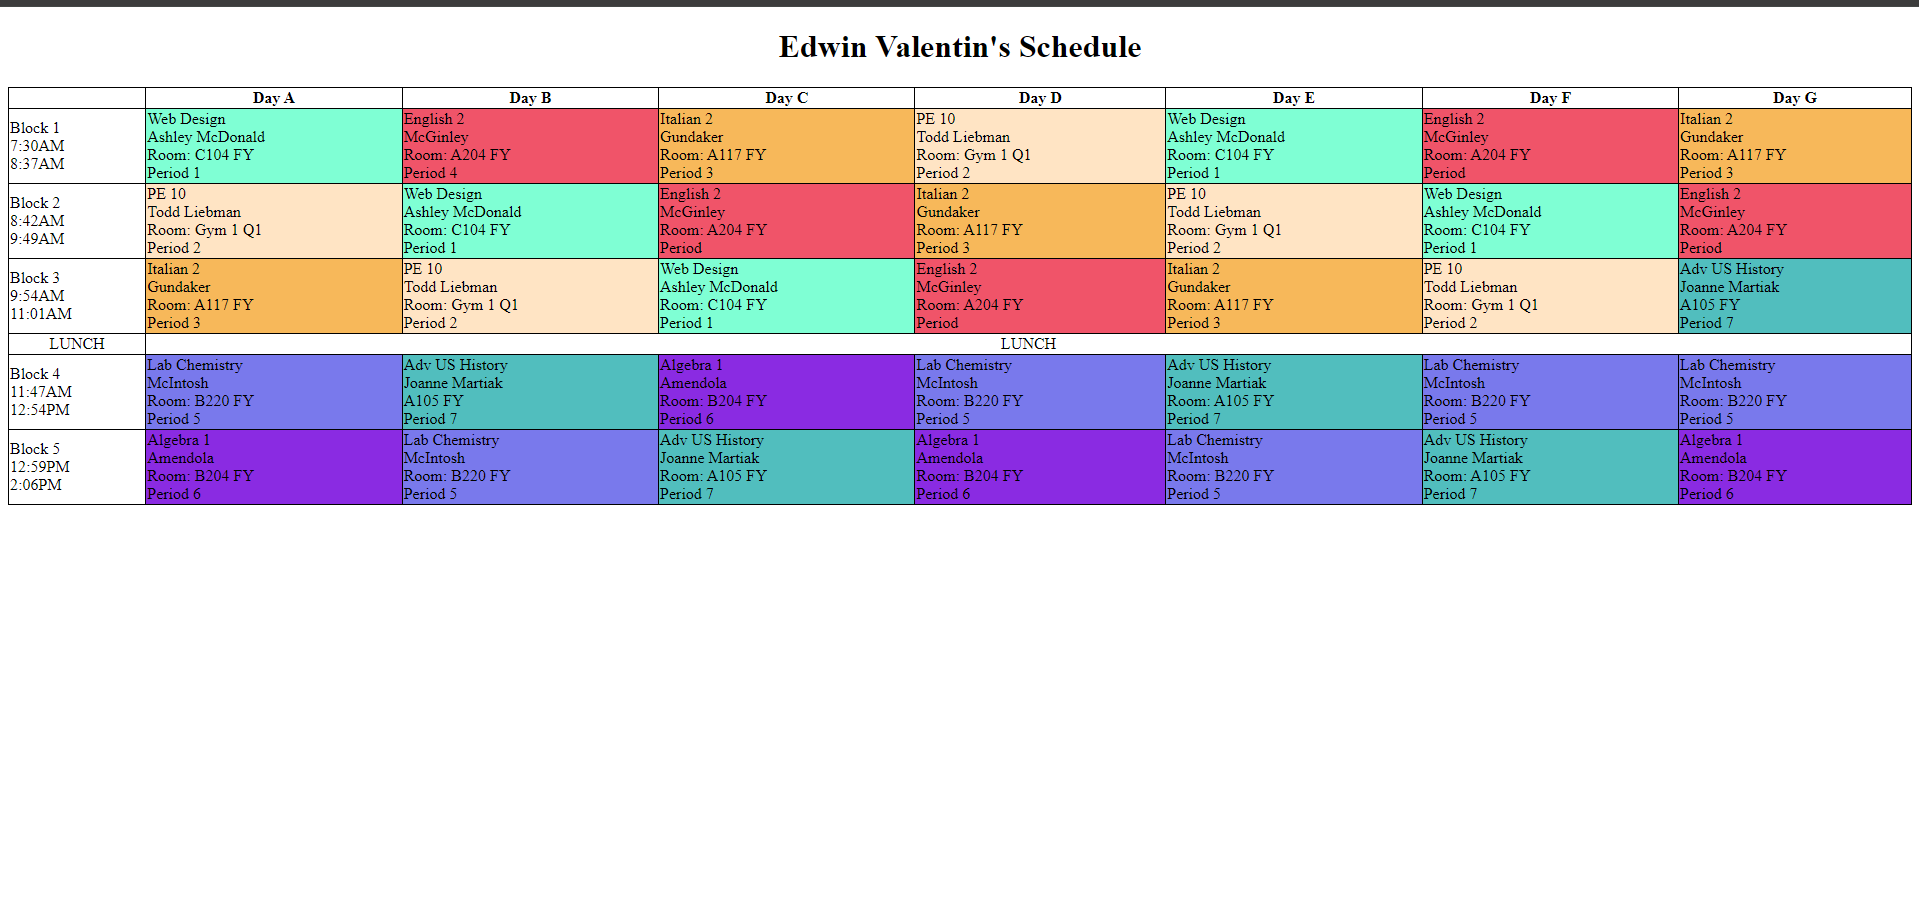 Edwin Valentin's Schedule
Day A
Day B
Day C
Day D
Day E
Day F
Day G
Block 1
7:30AM
8:37AM
Web Design
Ashley McDonald
Room: C104 FY
Period 1
English 2
McGinley
Room: A204 FY
Period 4
Italian 2
Gundaker
Room: A117 FY
Period 3
PE 10
Todd Liebman
Room: Gym 1 Q1
Period 2
Web Design
Ashley McDonald
Room: C104 FY
Period 1
English 2
McGinley
Room: A204 FY
Period
Italian 2
Gundaker
Room: A117 FY
Period 3
Block 2
8:42AM
9:49AM
PE 10
Todd Liebman
Room: Gym 1 Q1
Period 2
Web Design
Ashley McDonald
Room: C104 FY
Period 1
English 2
McGinley
Room: A204 FY
Period
Italian 2
Gundaker
Room: A117 FY
Period 3
PE 10
Todd Liebman
Room: Gym 1 Q1
Period 2
Web Design
Ashley McDonald
Room: C104 FY
Period 1
English 2
McGinley
Room: A204 FY
Period
Block 3
9:54AM
11:01AM
Italian 2
Gundaker
Room: A117 FY
Period 3
PE 10
Todd Liebman
Room: Gym 1 Q1
Period 2
Web Design
Ashley McDonald
Room: C104 FY
Period 1
English 2
McGinley
Room: A204 FY
Period
Italian 2
Gundaker
Room: A117 FY
Period 3
PE 10
Todd Liebman
Room: Gym 1 Q1
Period 2
Adv US History
Joanne Martiak
A105 FY
Period 7
LUNCH
LUNCH
Block 4
11:47AM
12:54PM
Lab Chemistry
McIntosh
Room: B220 FY
Period 5
Adv US History
Joanne Martiak
A105 FY
Period 7
Algebra 1
Amendola
Room: B204 FY
Period 6
Lab Chemistry
McIntosh
Room: B220 FY
Period 5
Adv US History
Joanne Martiak
Room: A105 FY
Period 7
Lab Chemistry
McIntosh
Room: B220 FY
Period 5
Lab Chemistry
McIntosh
Room: B220 FY
Period 5
Block 5
12:59PM
2:06PM
Algebra 1
Amendola
Room: B204 FY
Period 6
Lab Chemistry
McIntosh
Room: B220 FY
Period 5
Adv US History
Joanne Martiak
Room: A105 FY
Period 7
Algebra 1
Amendola
Room: B204 FY
Period 6
Lab Chemistry
McIntosh
Room: B220 FY
Period 5
Adv US History
Joanne Martiak
Room: A105 FY
Period 7
Algebra 1
Amendola
Room: B204 FY
Period 6